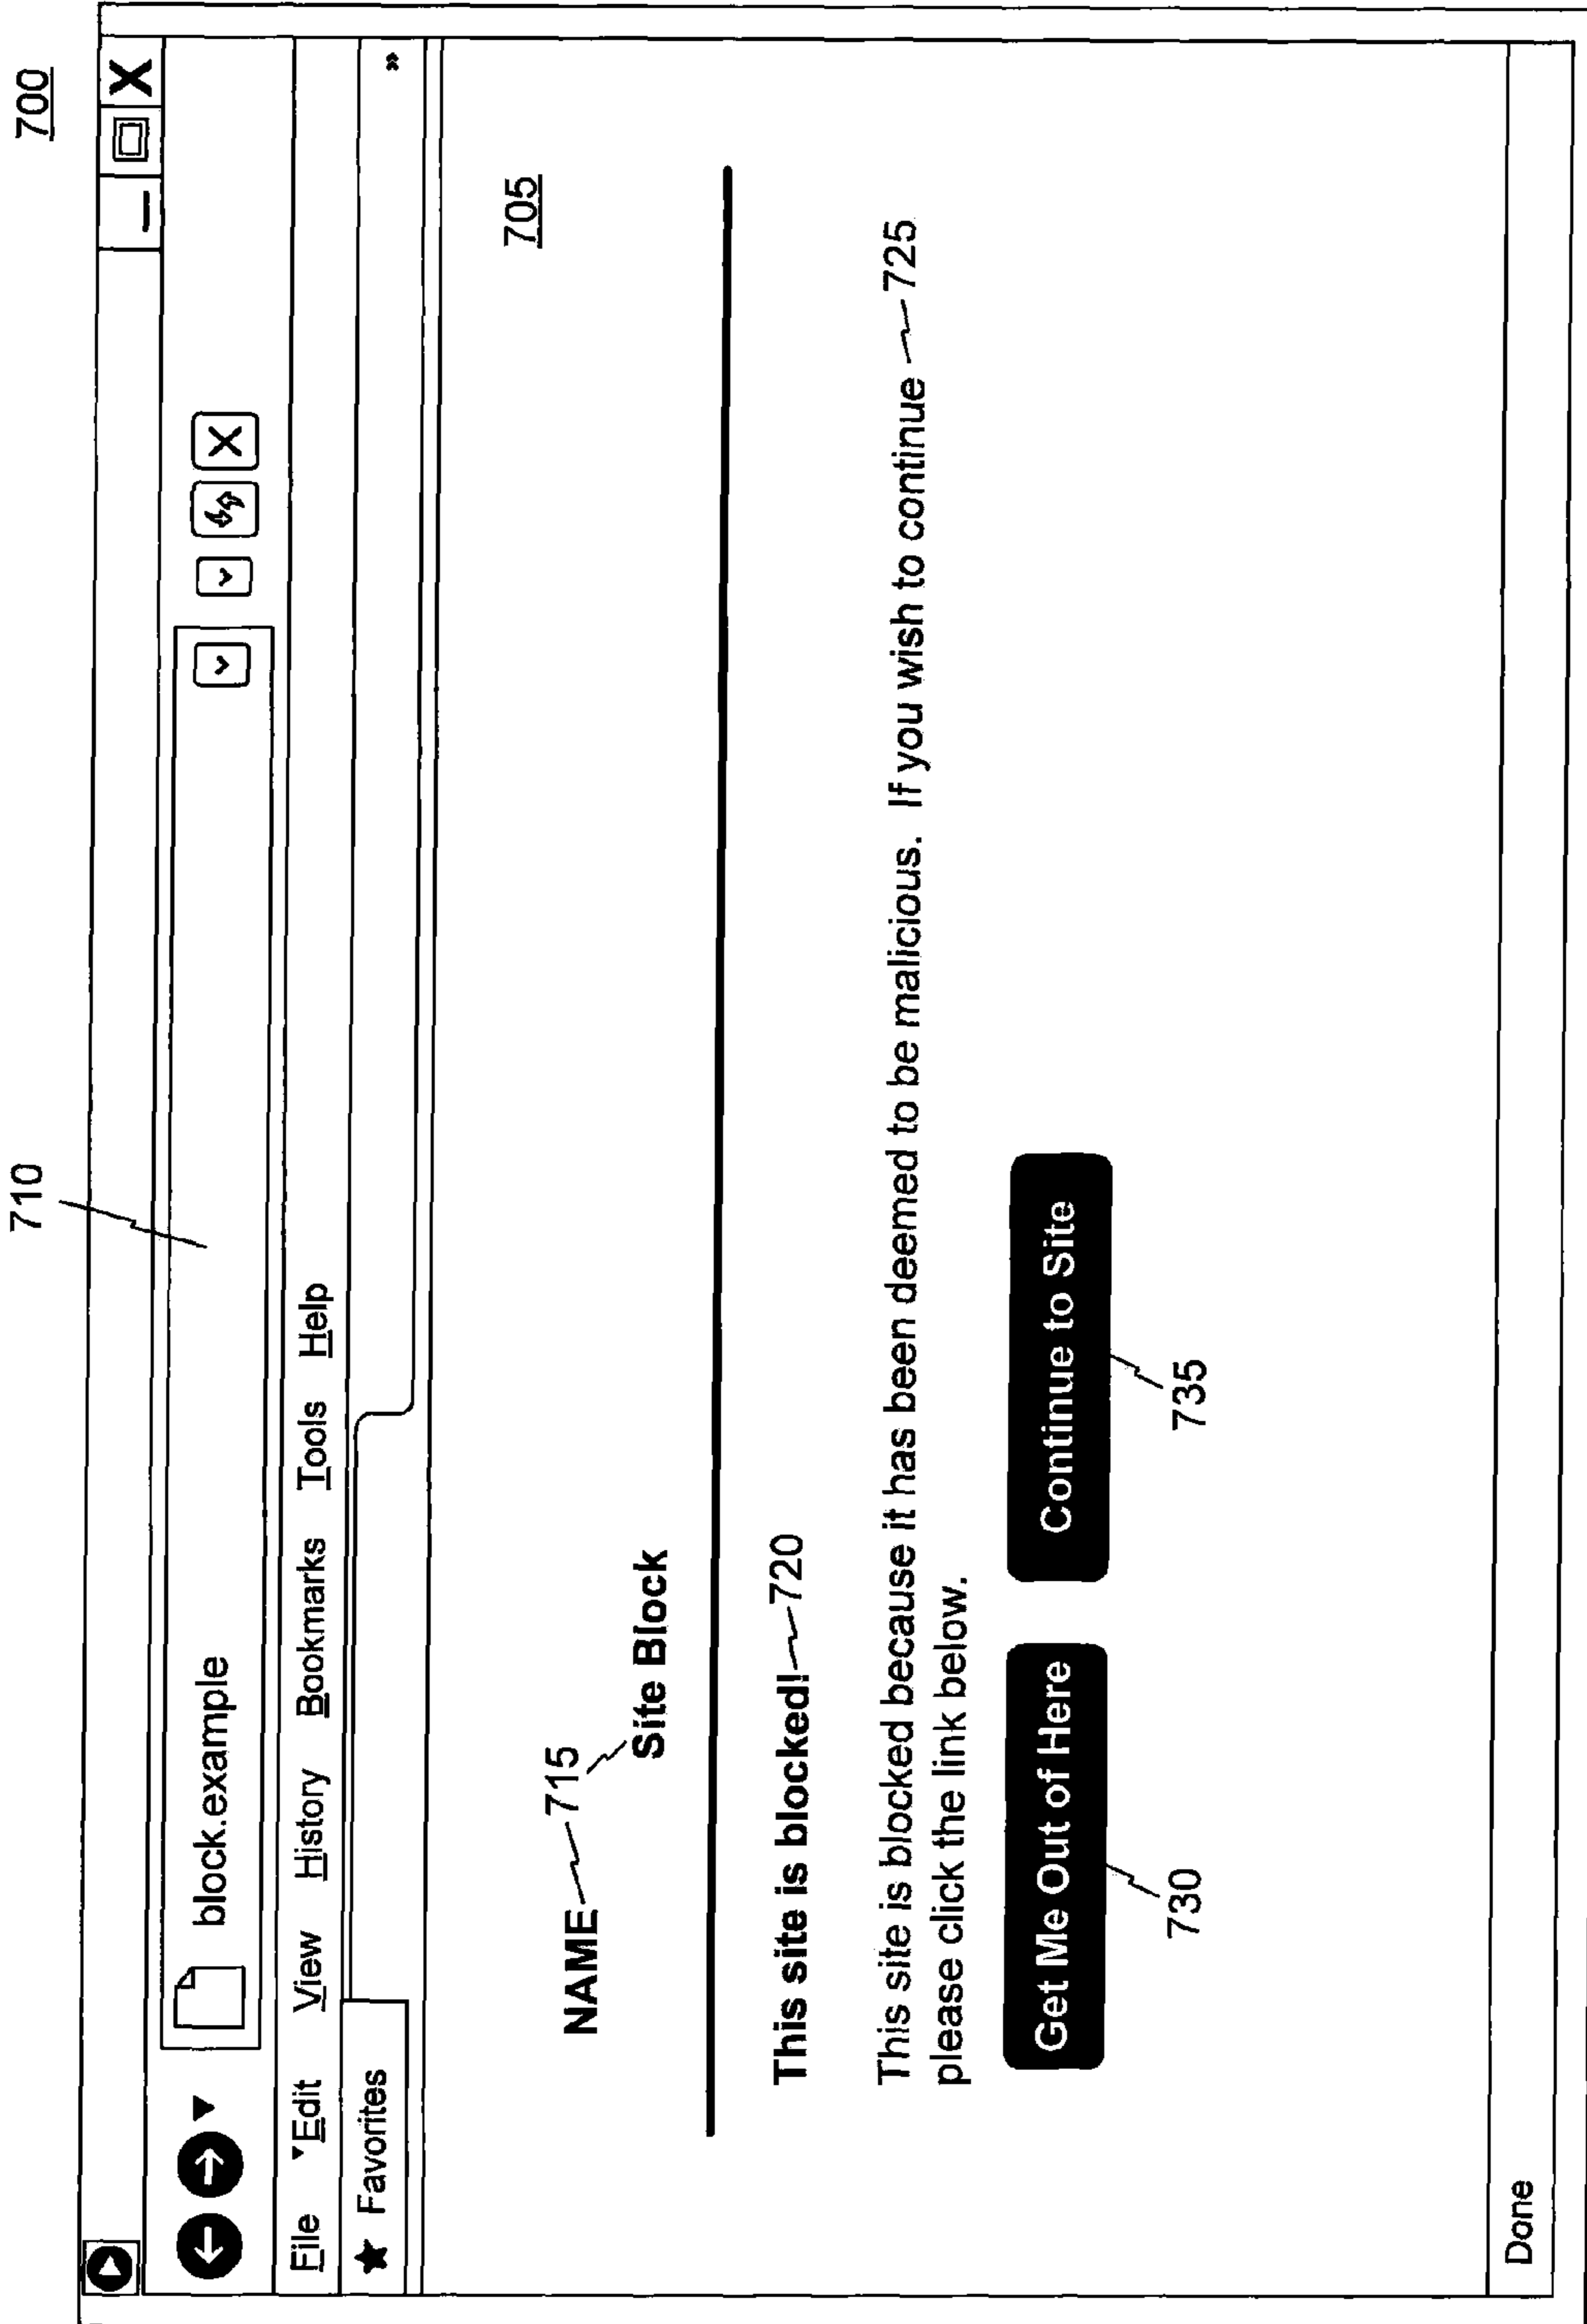 700
710
block.example
File Edit View History Bookmarks Tools Help
Favorites
»
705
NAME 715
Site Block
This site is blocked! 720
This site is blocked because it has been deemed to be malicious. If you wish to continue 725
please click the link below.
Get Me Out of Here Continue to Site
730 735
Done